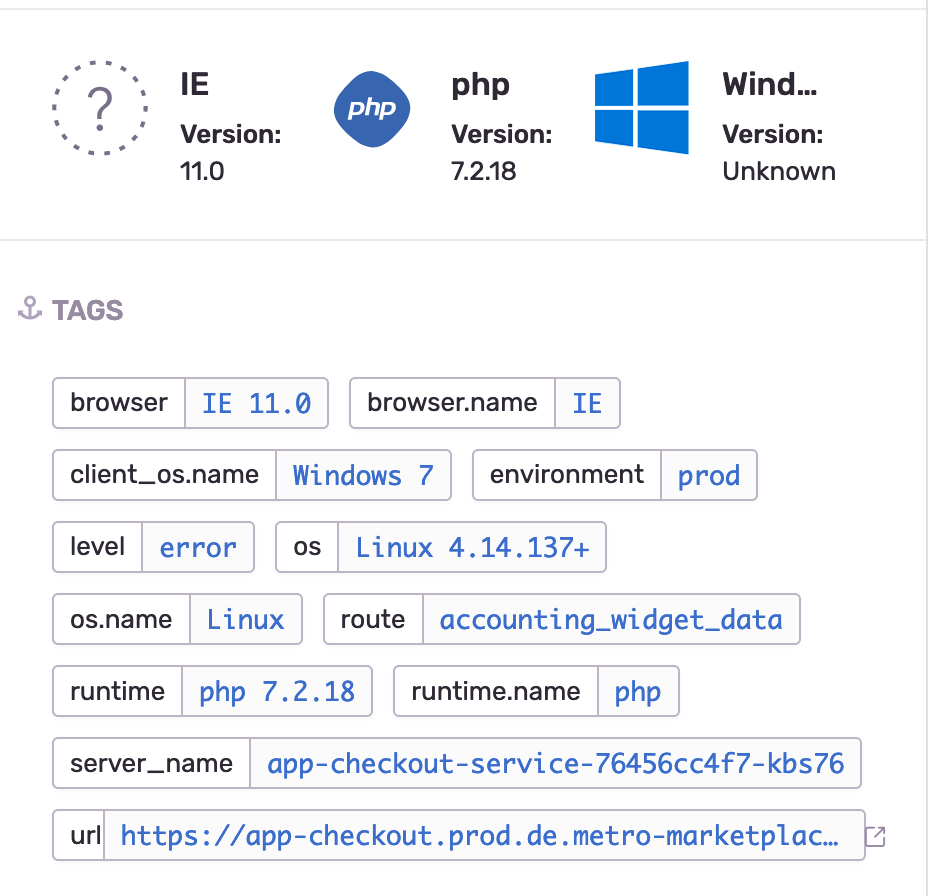 IE
Version:
11.0
php
php
Version:
7.2.18
Wind...
Version:
Unknown
TAGS
browser IE 11.0 browser.name IE
client_os.name Windows 7 environment prod
level error os Linux 4.14.137+
os.name Linux route accounting_widget_data
runtime php 7.2.18 runtime.name php
server_name app-checkout-service-76456cc4f7-kbs76
url https://app-checkout.prod.de.metro-marketplac...